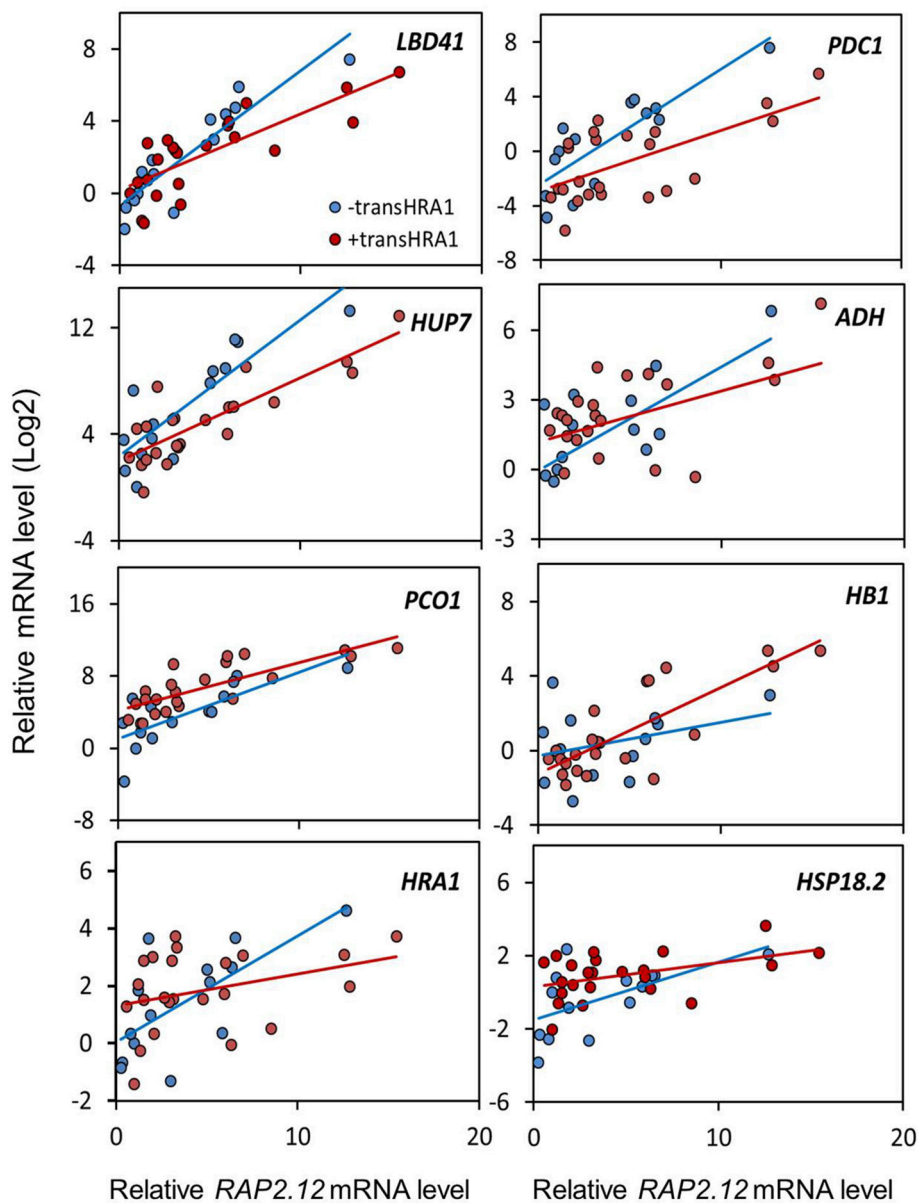 Relative mRNA level (Log2)
8
4
0
-4
LBD41
-transHRA1
+transHRA1
8
4
0
-4
-8
PDC1
12
4
-4
HUP7
6
3
0
-3
ADH
16
8
0
-8
PCO1
8
4
0
-4
HB1
6
4
2
0
-2
HRA1
0 10 20
Relative RAP2.12 mRNA level
6
2
-2
-6
HSP18.2
0 10 20
Relative RAP2.12 mRNA level